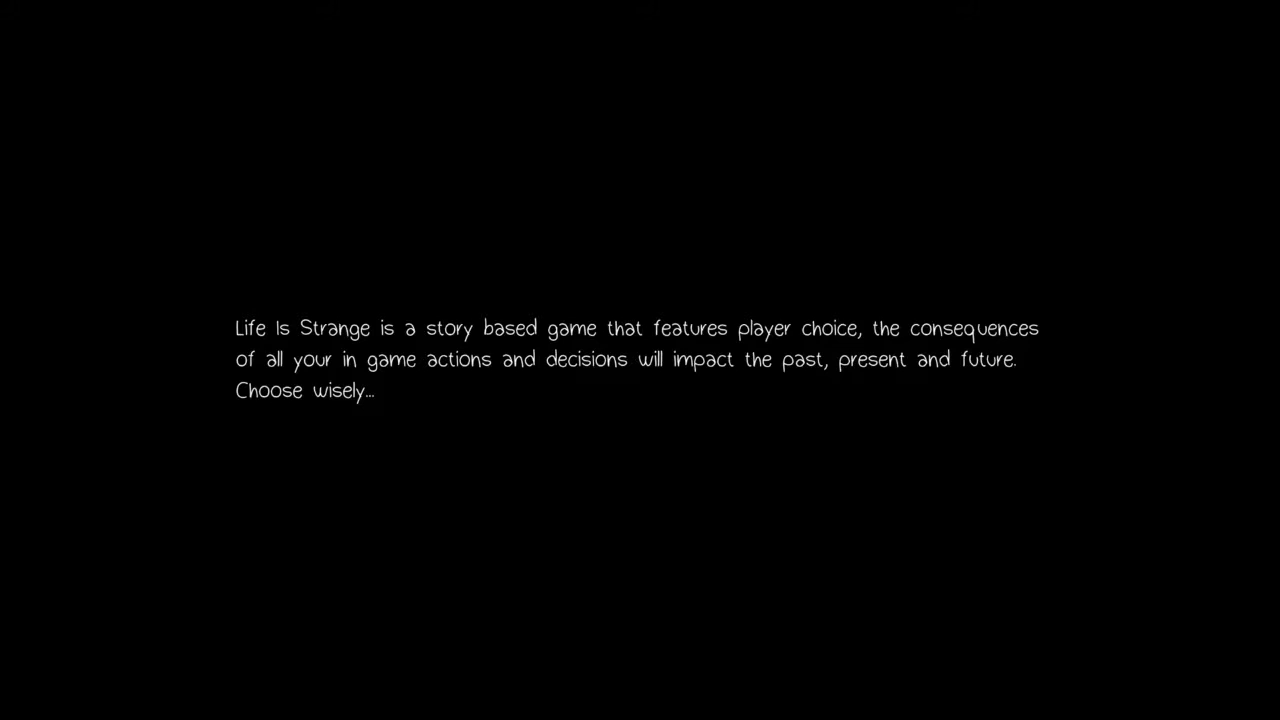 Life Is Strange is a story based game that features player choice, the consequences
of all your in game actions and decisions will impact the past, present and future.
Choose wisely...